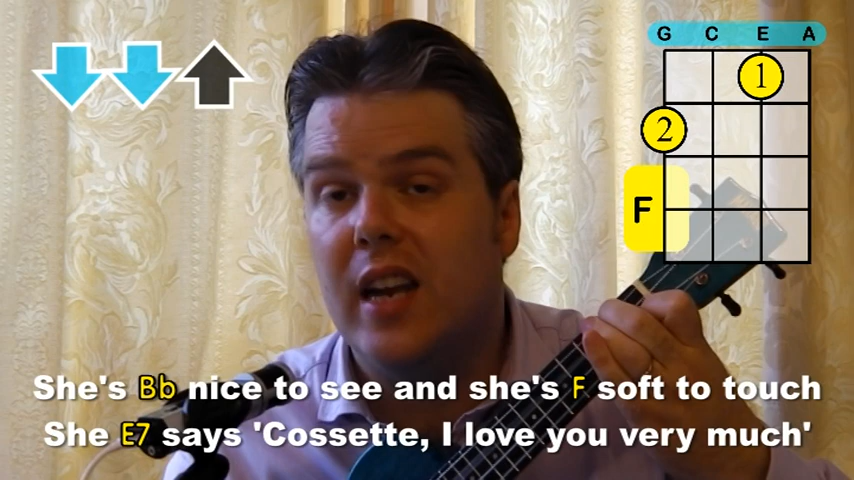 G C E A
1
2
F
She's Bb nice to see and she's F soft to touch
She E7 says 'Cossette, I love you very much'